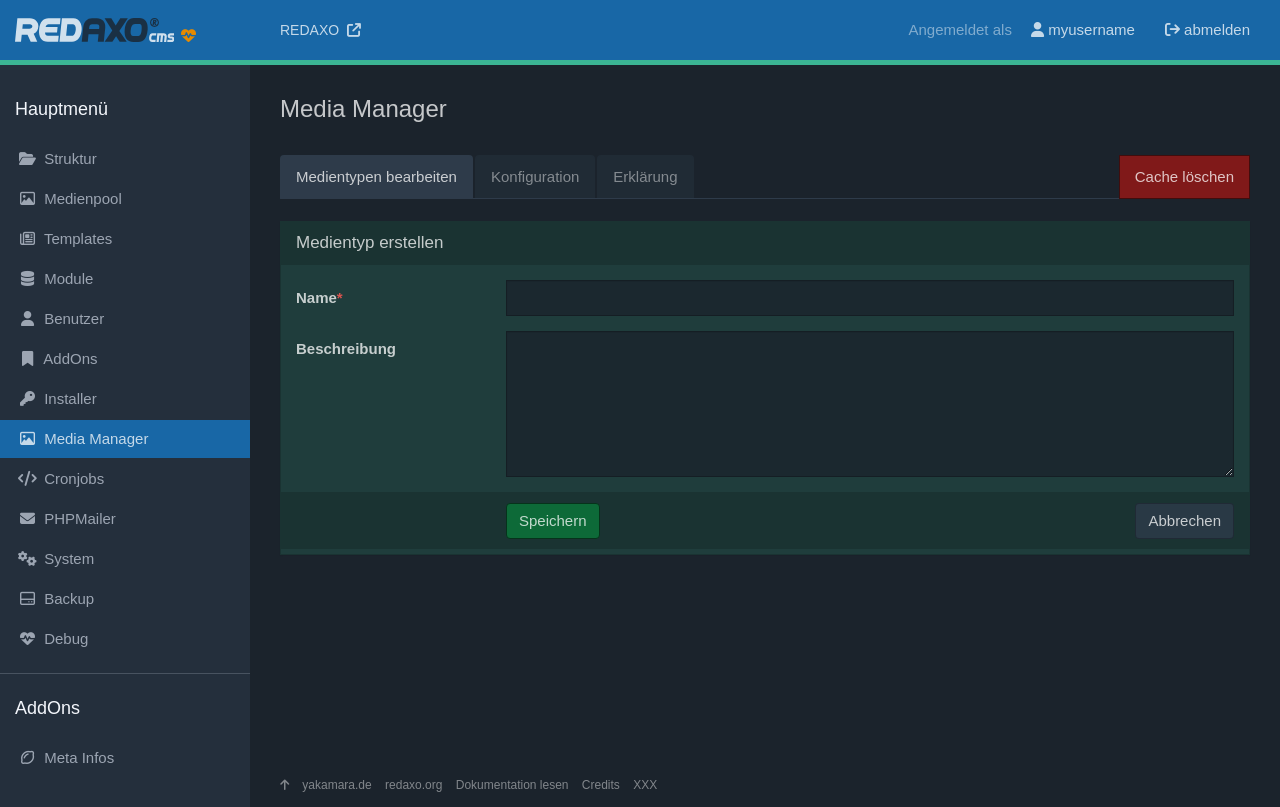 REDAXO® cms
REDAXO
Angemeldet als myusername abmelden
Hauptmenü
Struktur
Medienpool
Templates
Module
Benutzer
AddOns
Installer
Media Manager
Cronjobs
PHPMailer
System
Backup
Debug
AddOns
Meta Infos
Media Manager
Medientypen bearbeiten Konfiguration Erklärung Cache löschen
Medientyp erstellen
Name*
Beschreibung
Speichern Abbrechen
yakamara.de redaxo.org Dokumentation lesen Credits XXX